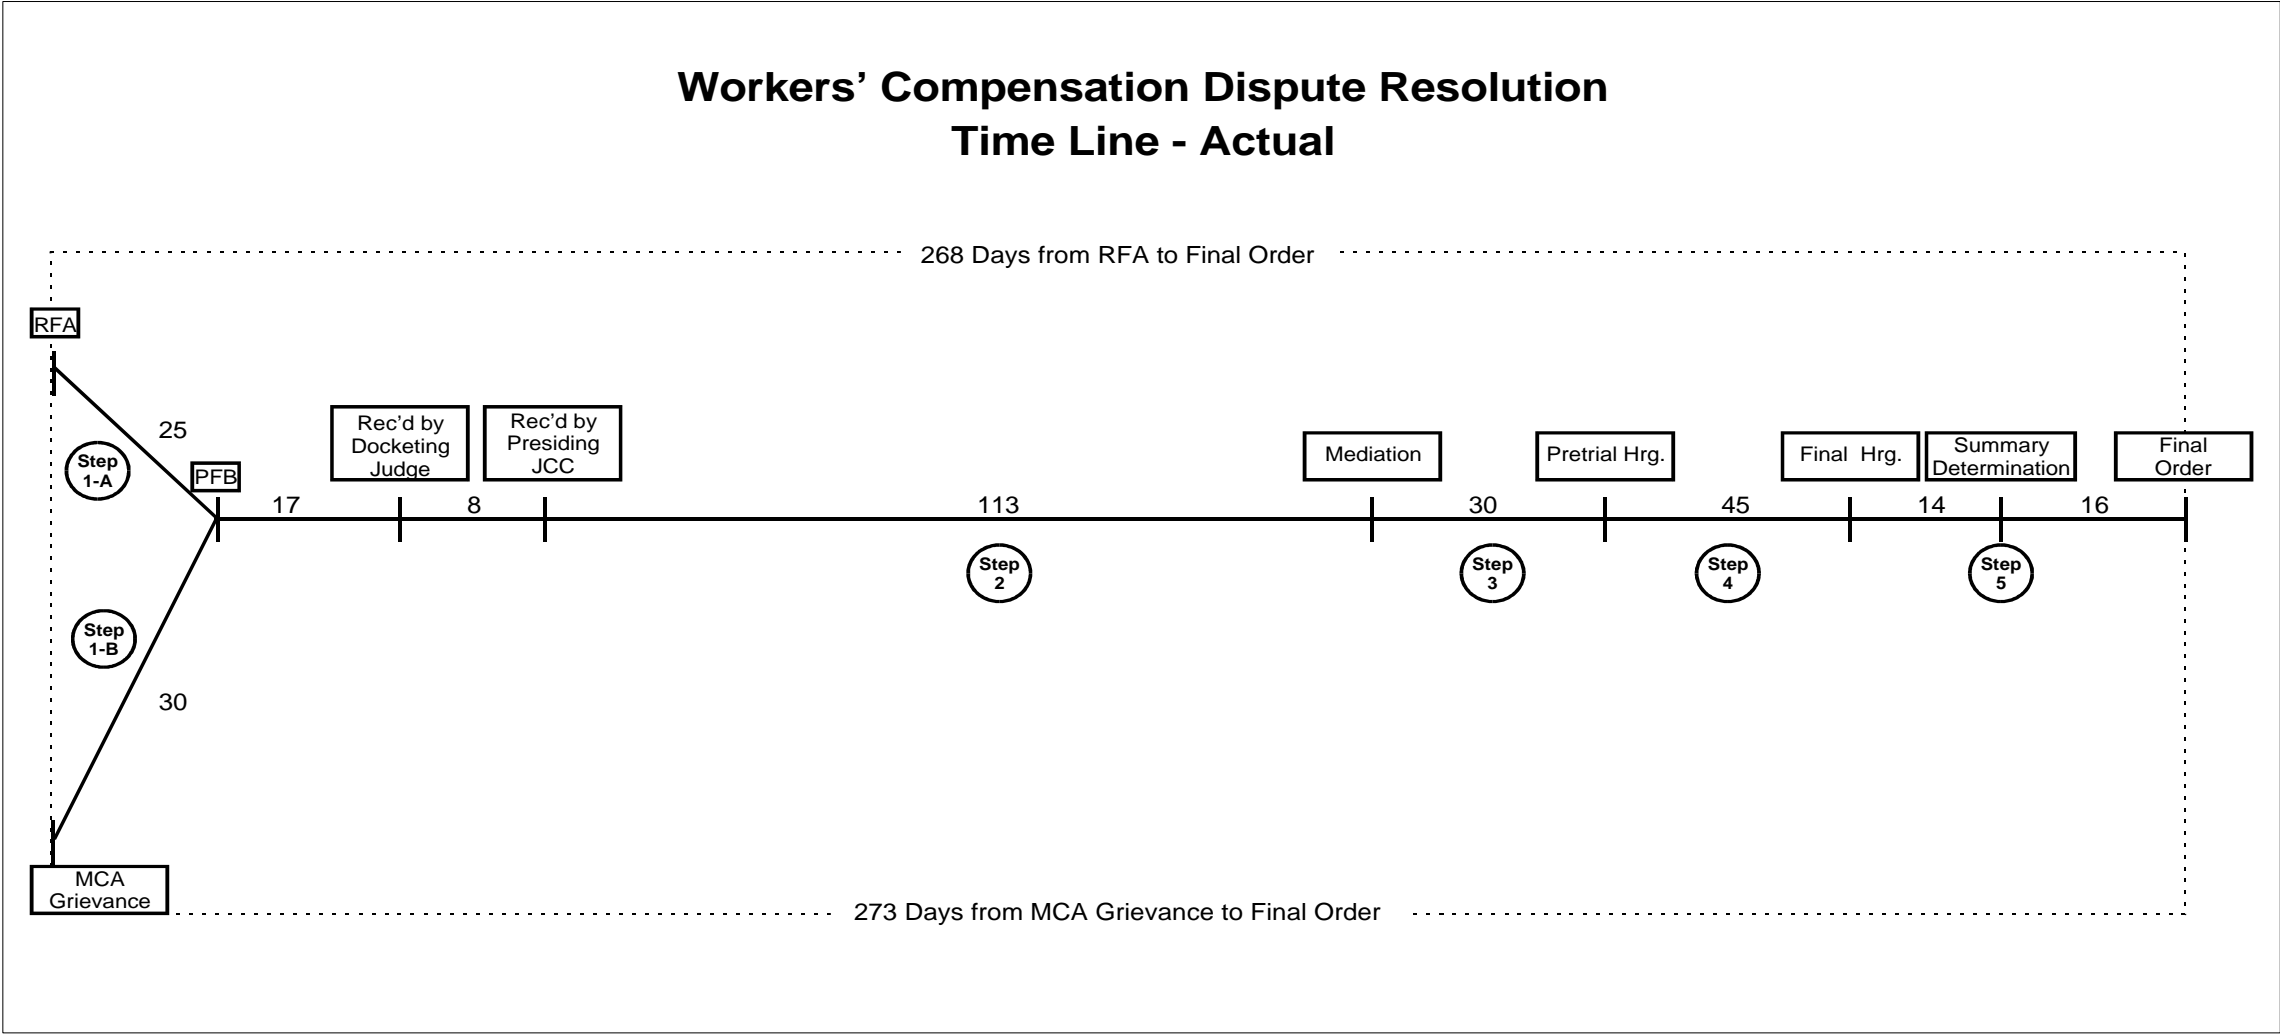 Workers’ Compensation Dispute Resolution
Time Line - Actual
268 Days from RFA to Final Order
RFA
25
Step
1-A
PFB
17
Rec’d by
Docketing
Judge
8
Rec’d by
Presiding
JCC
113
Step
2
Mediation
30
Step
3
Pretrial Hrg.
45
Step
4
Final Hrg.
14
Summary
Determination
Step
5
16
Final
Order
Step
1-B
30
MCA
Grievance
273 Days from MCA Grievance to Final Order